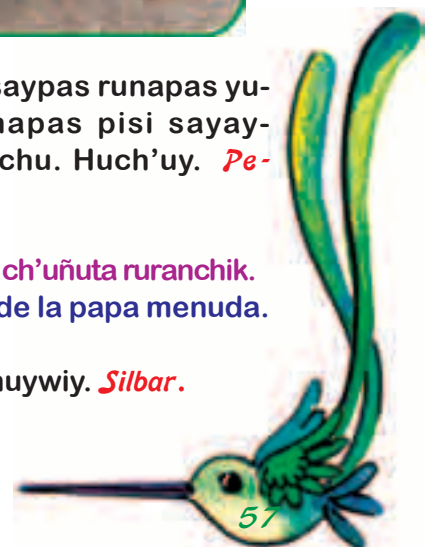 saypas runapas yu-
mapas pisi sayay-
chu. Huch'uy. Pe-
ch'uñuta ruranchik.
de la papa menuda.
huywiy. Silbar.
57